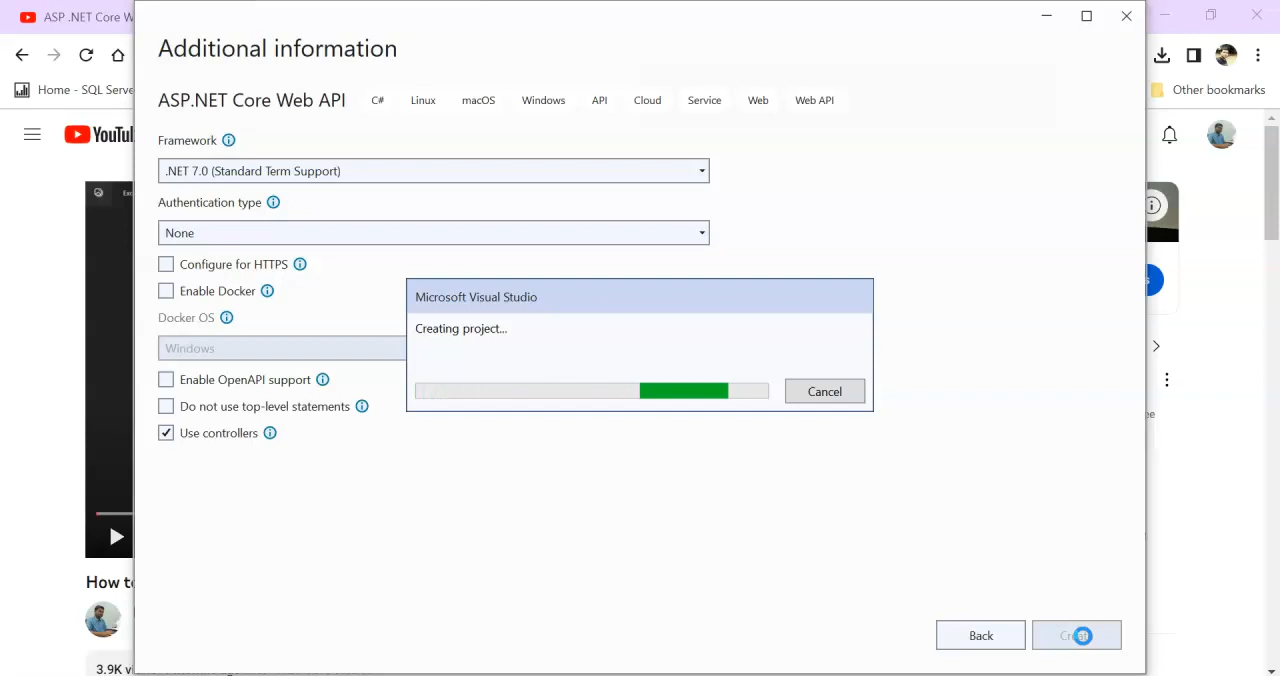 ASP .NET Core W
Additional information
Home - SQL Serve
Other bookmarks
ASP.NET Core Web API
C#
Linux
macOS
Windows
API
Cloud
Service
Web
Web API
Framework
.NET 7.0 (Standard Term Support)
Authentication type
None
Configure for HTTPS
Enable Docker
Docker OS
Windows
Enable OpenAPI support
Do not use top-level statements
Use controllers
Microsoft Visual Studio
Creating project...
Cancel
Back
YouTu
How to
3.9K vi